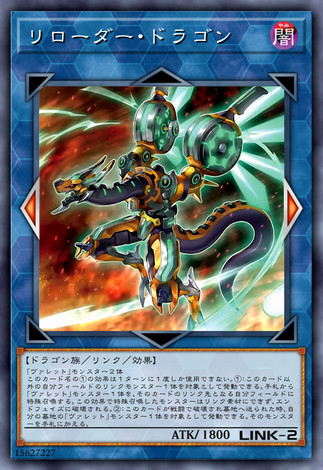 リローダー・ドラゴン
やみ
闇
【ドラゴン族/リンク/効果】
「ヴァレット」モンスター2体
このカード名の①の効果は1ターンに1度しか使用できない。①:このカード以
外の自分フィールドのリンクモンスター1体を対象として発動できる。手札から
「ヴァレット」モンスター1体を、そのカードのリンク先となる自分フィールドに
特殊召喚する。この効果で特殊召喚したモンスターはリンク素材にできず、エン
ドフェイズに破壊される。②:このカードが戦闘で破壊され墓地へ送られた時、自
分の墓地の「ヴァレット」モンスター1体を対象として発動できる。そのモンス
ターを手札に加える。
ATK/1800 LINK-2
15627227